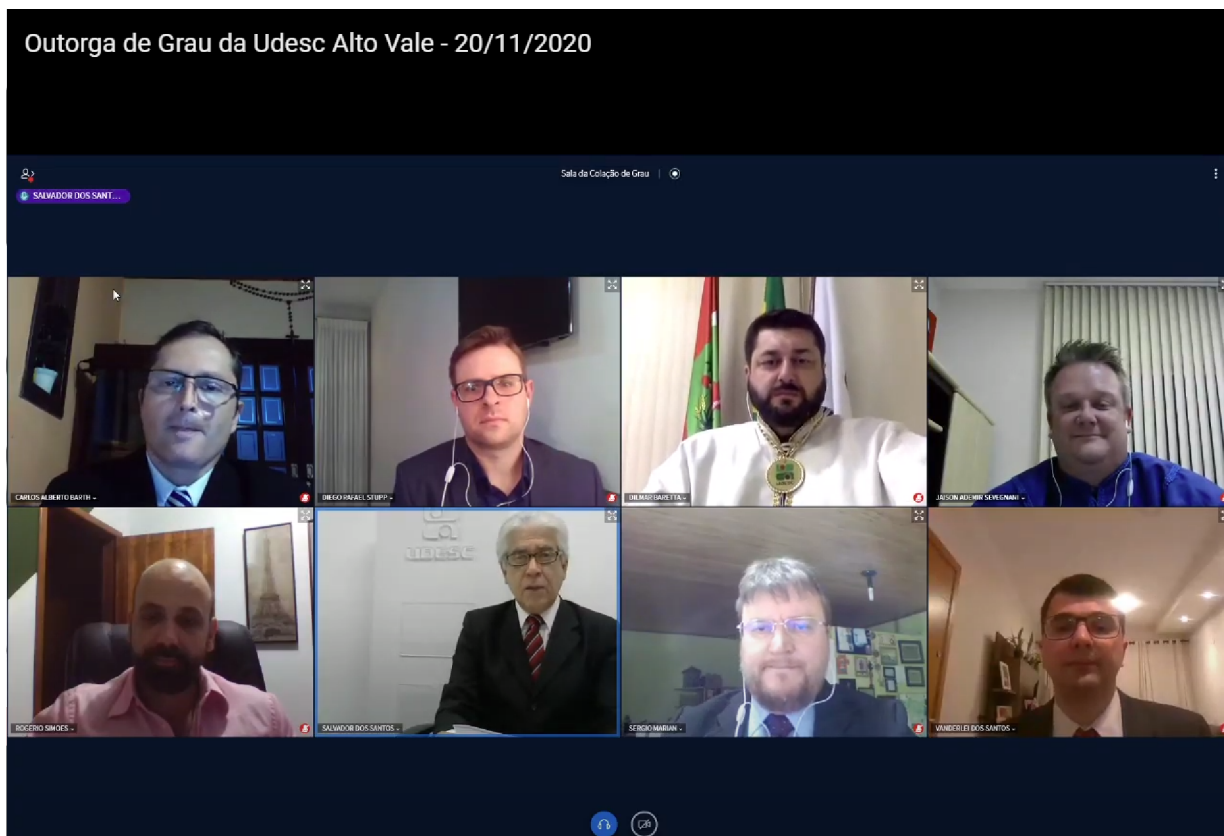 Outorga de Grau da Udesc Alto Vale - 20/11/2020
Sala da Colação de Grau
SALVADOR DOS SANT...
CARLOS ALBERTO BARTH
DIEGO RAFAEL STUPP
DILMAR BARETTA
JAISON ADEMIR SEVEGNANI
UDESC
ROGERIO SIMOES
SALVADOR DOS SANTOS
SERGIO MARIAN
VANDERLEI DOS SANTOS